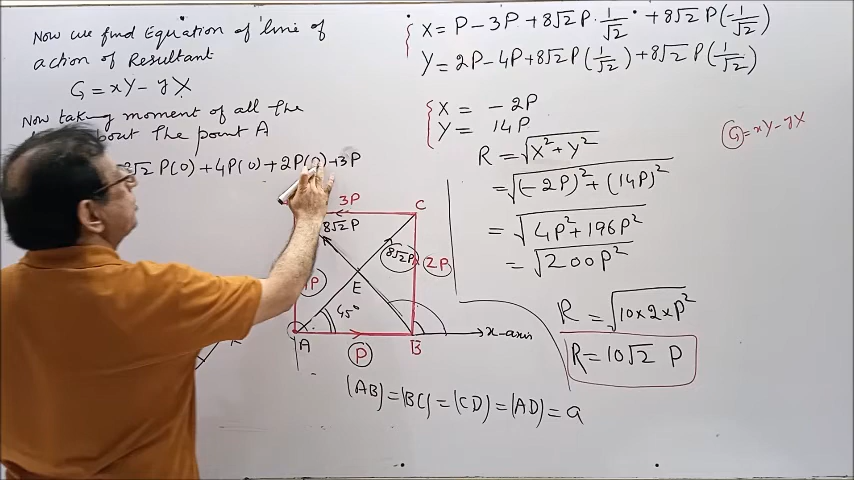 Now we find Equation of line of
action of Resultant
G = xY - yX
Now taking moment of all the
about The point A
8√2 P(0) + 4P(0) + 2P(0) + 3P
X = P - 3P + 8√2 P · 1/√2 + 8√2 P(-1/√2)
Y = 2P - 4P + 8√2 P(1/√2) + 8√2 P(1/√2)
X = -2P
Y = 14P
G = xY - yX
R = √X² + Y²
= √(-2P)² + (14P)²
= √4P² + 196P²
= √200P²
R = √10×2×P²
R = 10√2 P
3P
C
8√2 P
8√2 P
2P
E
P
45°
A
P
B
x-axis
|AB| = |BC| = |CD| = |AD| = a